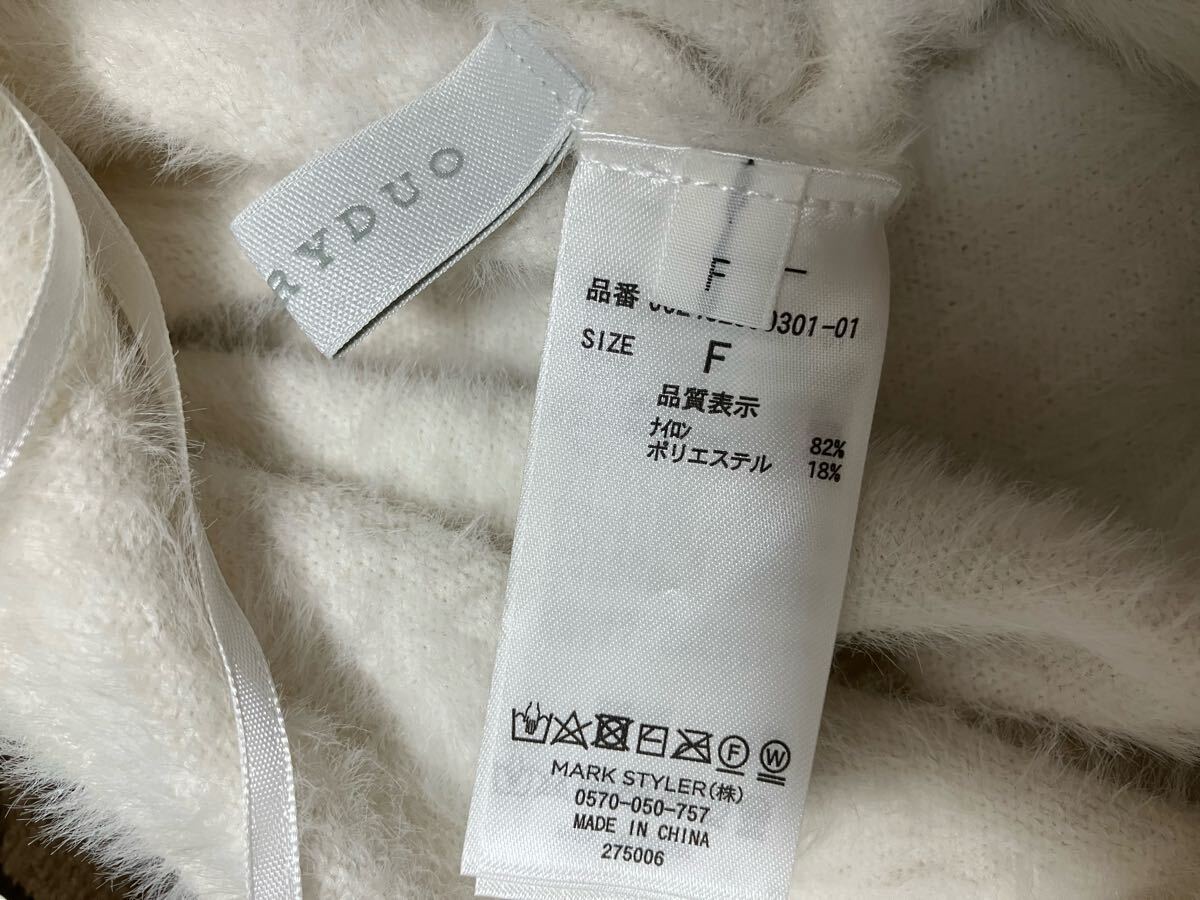 RYDUO
F
品番 0301-01
SIZE F
品質表示
ﾅｲﾛﾝ 82%
ポリエステル 18%
F W
MARK STYLER(株)
0570-050-757
MADE IN CHINA
275006